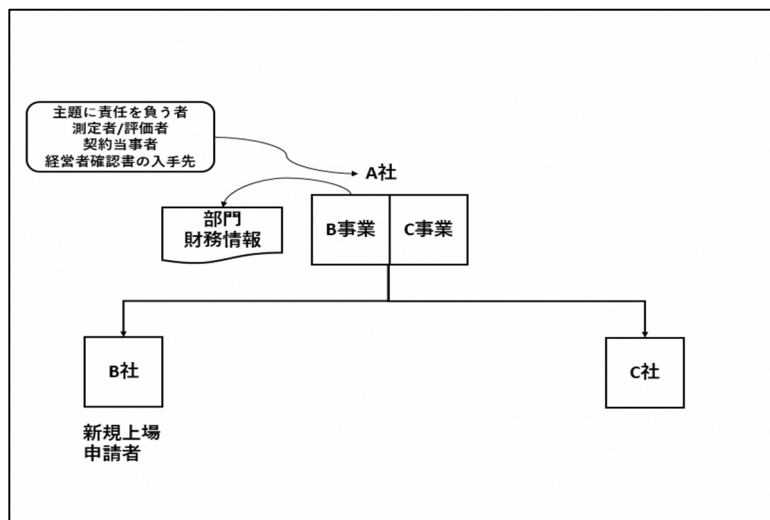 主題に責任を負う者
測定者/評価者
契約当事者
経営者確認書の入手先
A社
部門
財務情報
B事業
C事業
B社
C社
新規上場
申請者